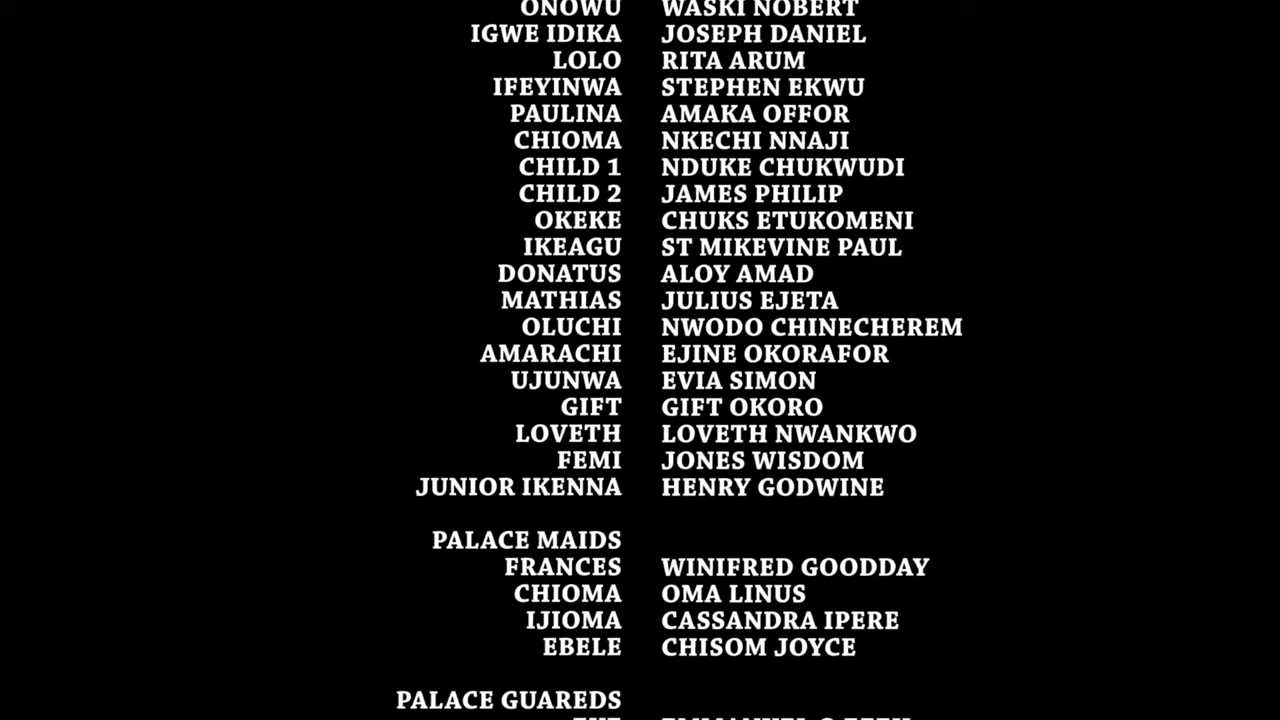 ONOWU WASKI NOBERT
IGWE IDIKA JOSEPH DANIEL
LOLO RITA ARUM
IFEYINWA STEPHEN EKWU
PAULINA AMAKA OFFOR
CHIOMA NKECHI NNAJI
CHILD 1 NDUKE CHUKWUDI
CHILD 2 JAMES PHILIP
OKEKE CHUKS ETUKOMENI
IKEAGU ST MIKEVINE PAUL
DONATUS ALOY AMAD
MATHIAS JULIUS EJETA
OLUCHI NWODO CHINECHEREM
AMARACHI EJINE OKORAFOR
UJUNWA EVIA SIMON
GIFT GIFT OKORO
LOVETH LOVETH NWANKWO
FEMI JONES WISDOM
JUNIOR IKENNA HENRY GODWINE
PALACE MAIDS
FRANCES WINIFRED GOODDAY
CHIOMA OMA LINUS
IJIOMA CASSANDRA IPERE
EBELE CHISOM JOYCE
PALACE GUAREDS